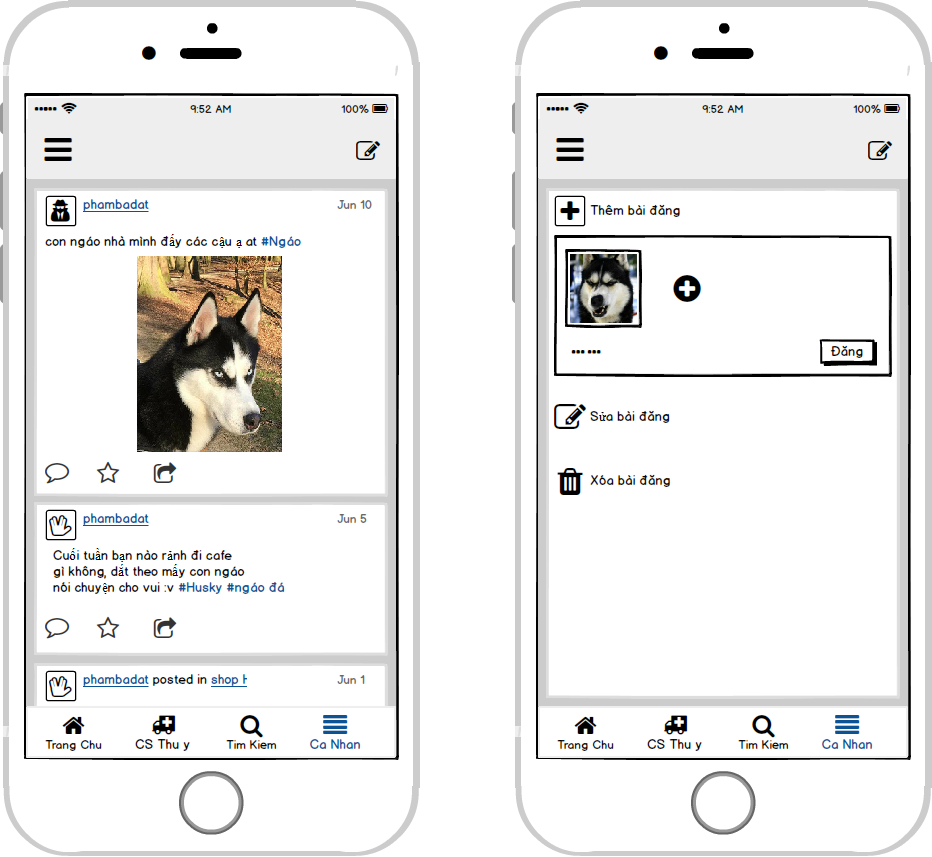 9:52 AM 100%
phambadat Jun 10
con ngáo nhà mình đấy các cậu ạ at #Ngáo
phambadat Jun 5
Cuối tuần bạn nào rảnh đi cafe
gì không, dắt theo mấy con ngáo
nói chuyện cho vui :v #Husky #ngáo đá
phambadat posted in shop H Jun 1
Trang Chu CS Thu y Tim Kiem Ca Nhan
9:52 AM 100%
Thêm bài đăng
Đăng
Sửa bài đăng
Xóa bài đăng
Trang Chu CS Thu y Tim Kiem Ca Nhan